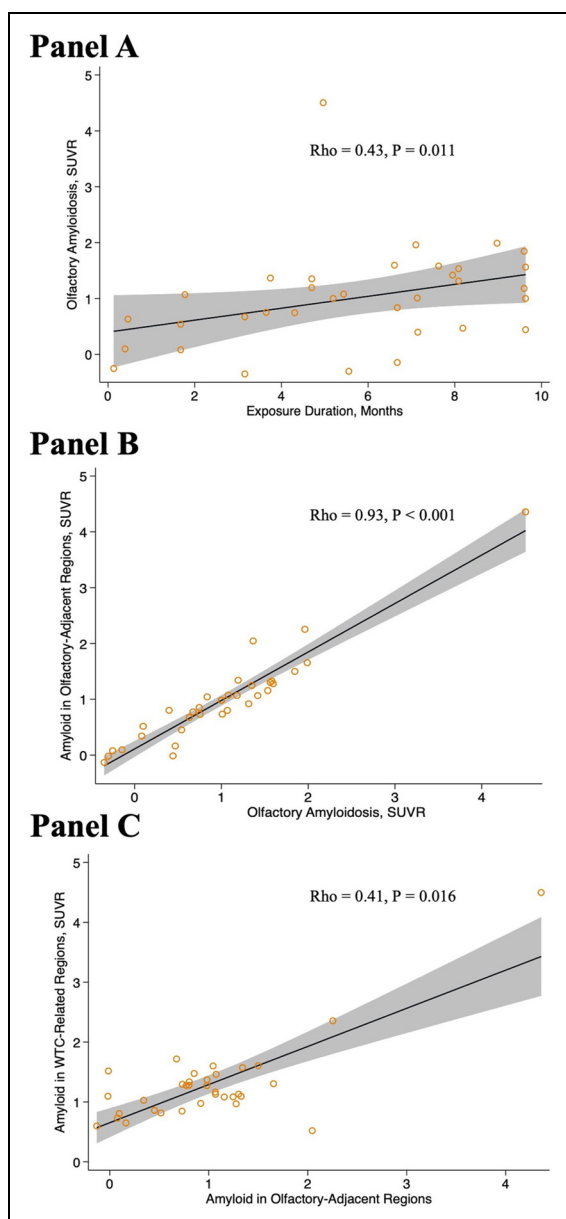 Panel A
5
4
3
2
1
0
Olfactory Amyloidosis, SUVR
Rho = 0.43, P = 0.011
0 2 4 6 8 10
Exposure Duration, Months
Panel B
5
4
3
2
1
0
Amyloid in Olfactory-Adjacent Regions, SUVR
Rho = 0.93, P < 0.001
0 1 2 3 4
Olfactory Amyloidosis, SUVR
Panel C
5
4
3
2
1
0
Amyloid in WTC-Related Regions, SUVR
Rho = 0.41, P = 0.016
0 1 2 3 4
Amyloid in Olfactory-Adjacent Regions